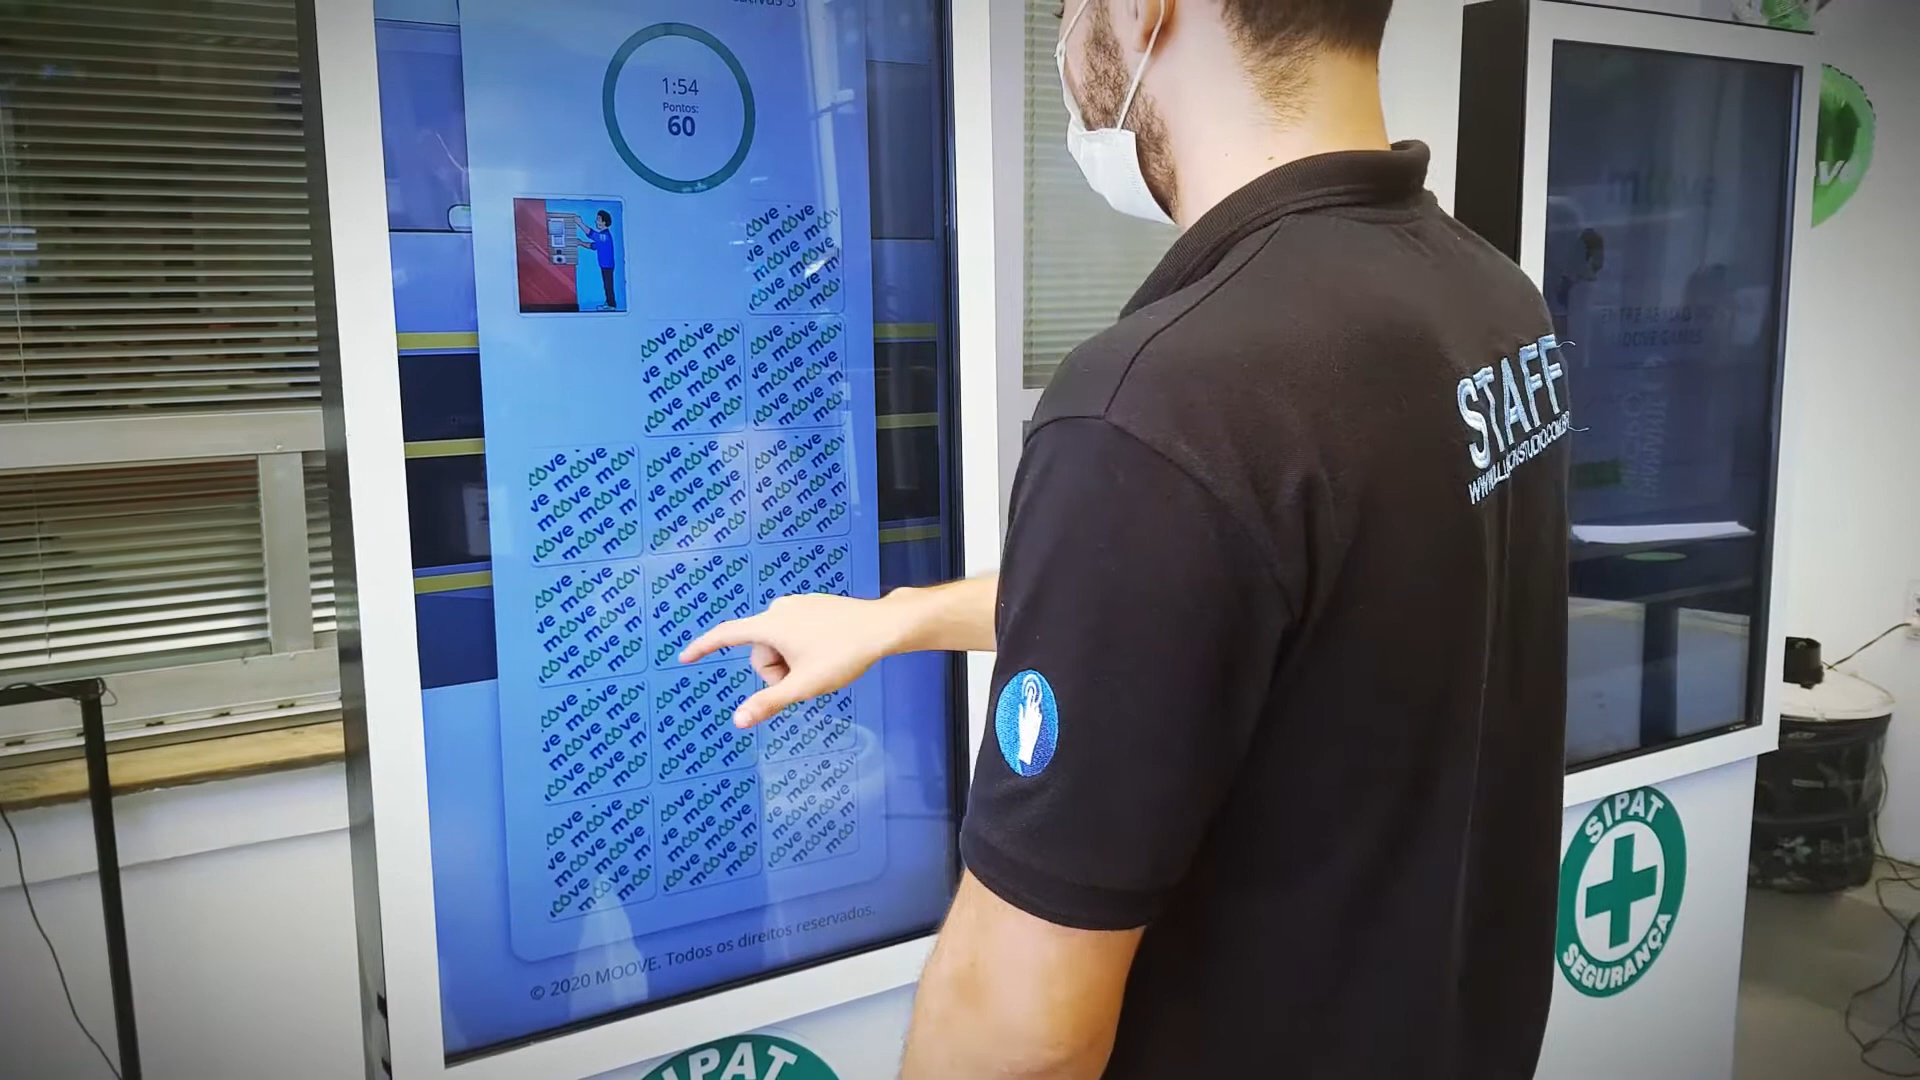 1:54
Pontos:
60
moove
© 2020 MOOVE. Todos os direitos reservados.
STAFF
SIPAT
SEGURANÇA
SIPAT